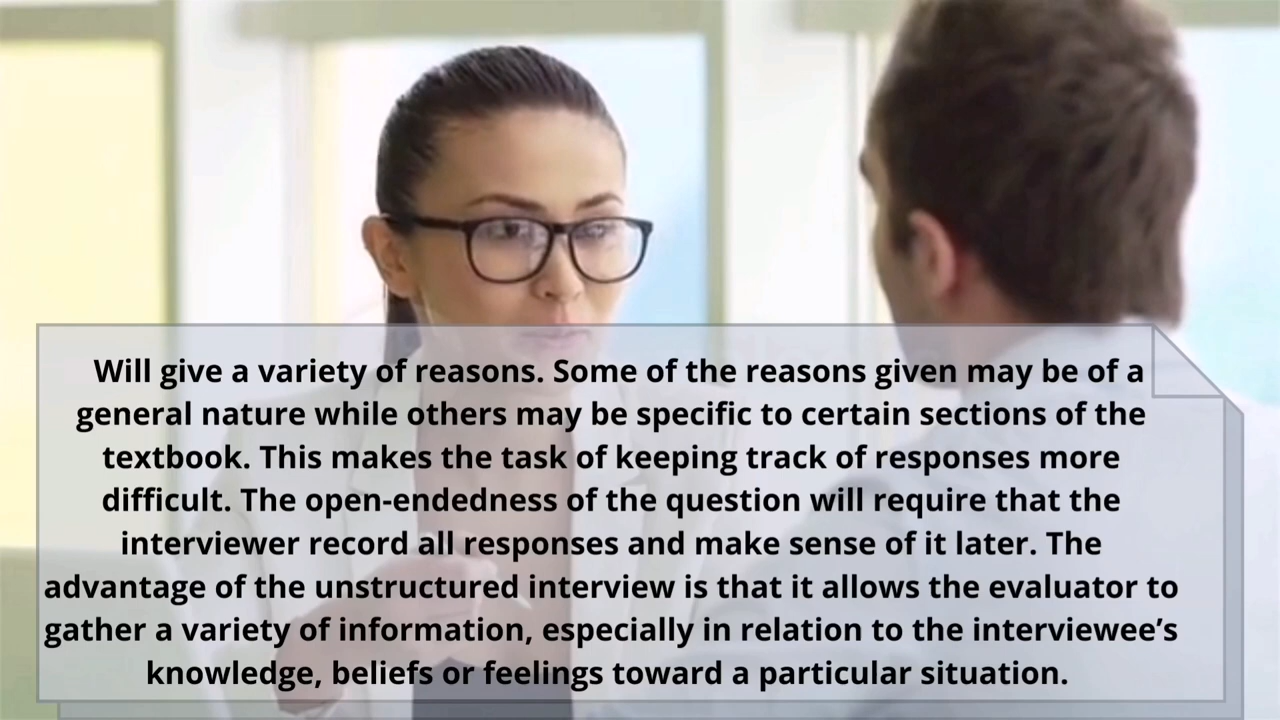 Will give a variety of reasons. Some of the reasons given may be of a
general nature while others may be specific to certain sections of the
textbook. This makes the task of keeping track of responses more
difficult. The open-endedness of the question will require that the
interviewer record all responses and make sense of it later. The
advantage of the unstructured interview is that it allows the evaluator to
gather a variety of information, especially in relation to the interviewee’s
knowledge, beliefs or feelings toward a particular situation.